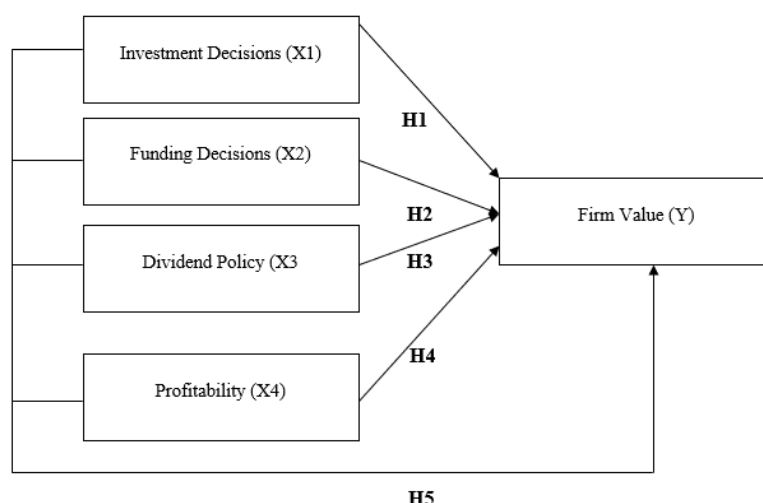 Investment Decisions (X1)
H1
Funding Decisions (X2)
Firm Value (Y)
H2
Dividend Policy (X3
H3
H4
Profitability (X4)
H5